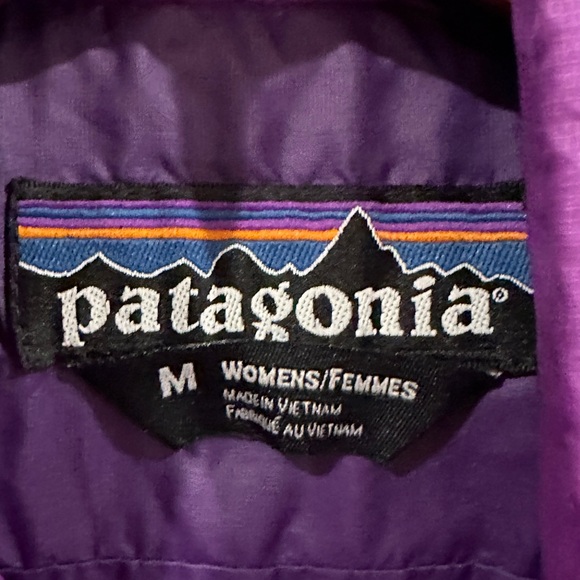 patagonia®
M WOMENS/FEMMES
MADE IN VIETNAM
FABRIQUÉ AU VIETNAM